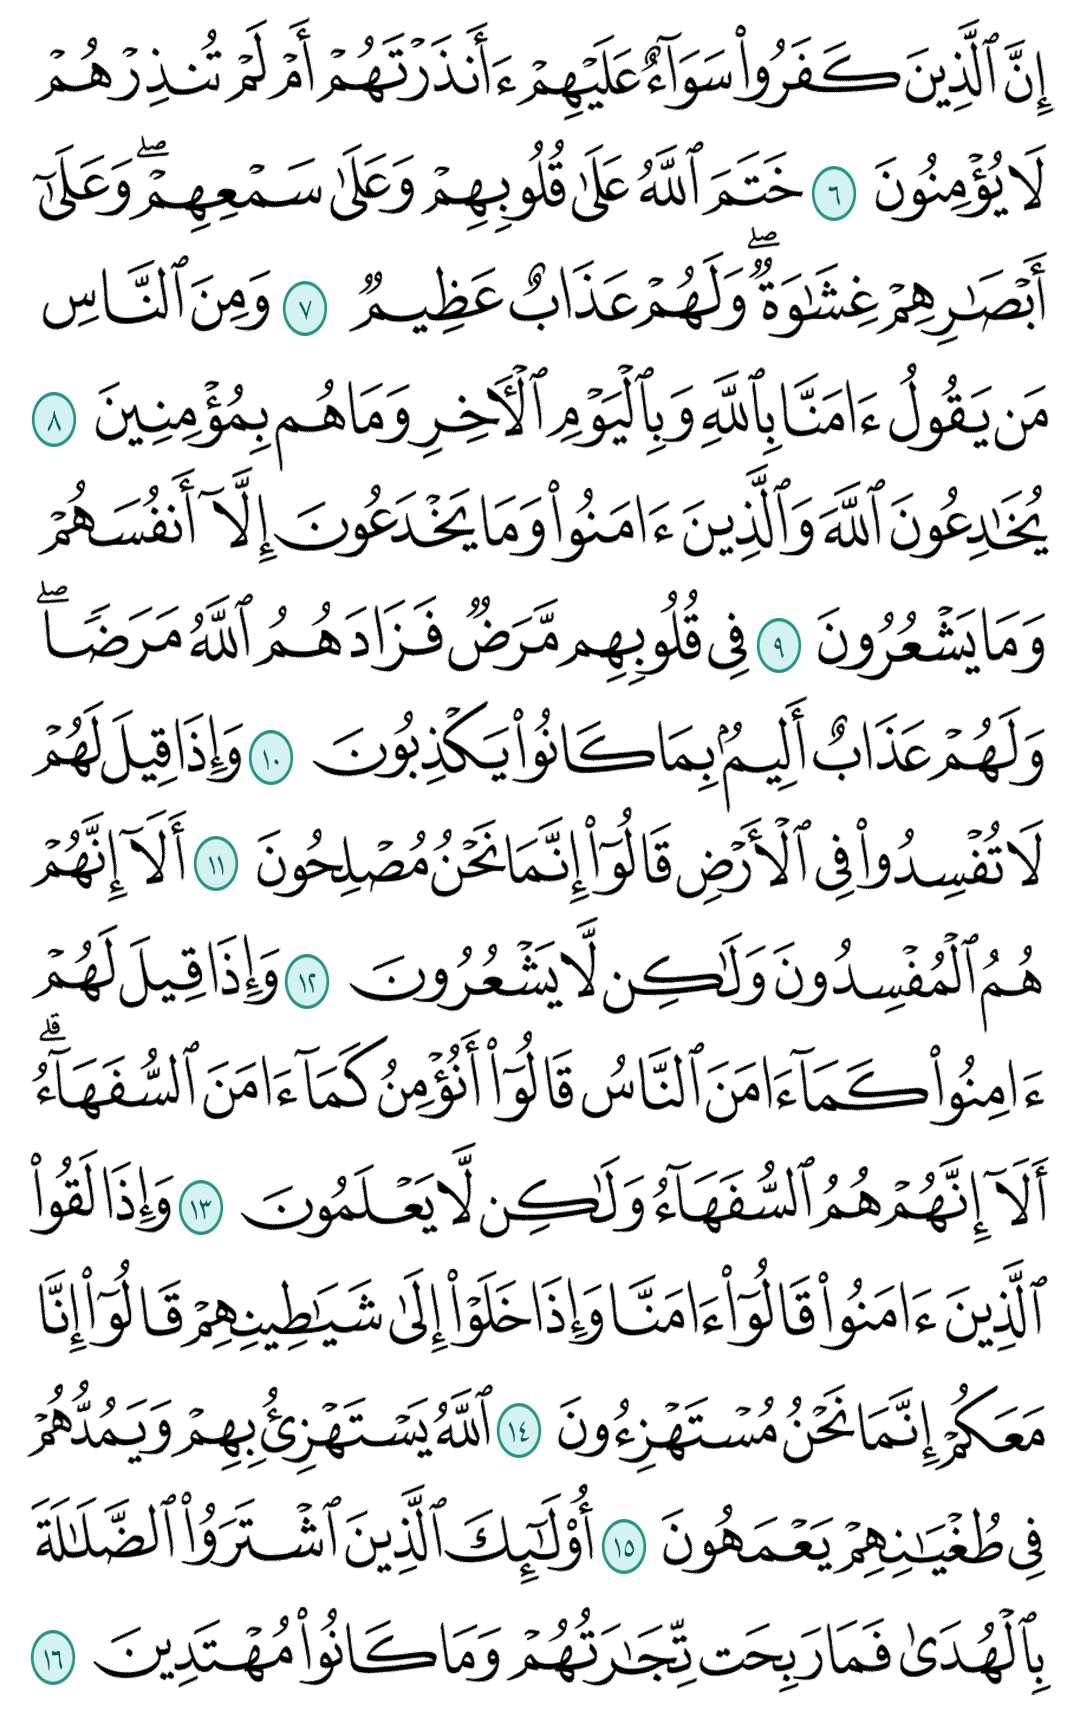 إِنَّ ٱلَّذِينَ كَفَرُوا۟ سَوَآءٌ عَلَيْهِمْ ءَأَنذَرْتَهُمْ أَمْ لَمْ تُنذِرْهُمْ
لَا يُؤْمِنُونَ ٦ خَتَمَ ٱللَّهُ عَلَىٰ قُلُوبِهِمْ وَعَلَىٰ سَمْعِهِمْ ۖ وَعَلَىٰٓ
أَبْصَـٰرِهِمْ غِشَـٰوَةٌ ۖ وَلَهُمْ عَذَابٌ عَظِيمٌ ٧ وَمِنَ ٱلنَّاسِ
مَن يَقُولُ ءَامَنَّا بِٱللَّهِ وَبِٱلْيَوْمِ ٱلْـَٔاخِرِ وَمَا هُم بِمُؤْمِنِينَ ٨
يُخَـٰدِعُونَ ٱللَّهَ وَٱلَّذِينَ ءَامَنُوا۟ وَمَا يَخْدَعُونَ إِلَّآ أَنفُسَهُمْ
وَمَا يَشْعُرُونَ ٩ فِى قُلُوبِهِم مَّرَضٌ فَزَادَهُمُ ٱللَّهُ مَرَضًا ۖ
وَلَهُمْ عَذَابٌ أَلِيمٌۢ بِمَا كَانُوا۟ يَكْذِبُونَ ١٠ وَإِذَا قِيلَ لَهُمْ
لَا تُفْسِدُوا۟ فِى ٱلْأَرْضِ قَالُوٓا۟ إِنَّمَا نَحْنُ مُصْلِحُونَ ١١ أَلَآ إِنَّهُمْ
هُمُ ٱلْمُفْسِدُونَ وَلَـٰكِن لَّا يَشْعُرُونَ ١٢ وَإِذَا قِيلَ لَهُمْ
ءَامِنُوا۟ كَمَآ ءَامَنَ ٱلنَّاسُ قَالُوٓا۟ أَنُؤْمِنُ كَمَآ ءَامَنَ ٱلسُّفَهَآءُ ۗ
أَلَآ إِنَّهُمْ هُمُ ٱلسُّفَهَآءُ وَلَـٰكِن لَّا يَعْلَمُونَ ١٣ وَإِذَا لَقُوا۟
ٱلَّذِينَ ءَامَنُوا۟ قَالُوٓا۟ ءَامَنَّا وَإِذَا خَلَوْا۟ إِلَىٰ شَيَـٰطِينِهِمْ قَالُوٓا۟ إِنَّا
مَعَكُمْ إِنَّمَا نَحْنُ مُسْتَهْزِءُونَ ١٤ ٱللَّهُ يَسْتَهْزِئُ بِهِمْ وَيَمُدُّهُمْ
فِى طُغْيَـٰنِهِمْ يَعْمَهُونَ ١٥ أُو۟لَـٰٓئِكَ ٱلَّذِينَ ٱشْتَرَوُا۟ ٱلضَّلَـٰلَةَ
بِٱلْهُدَىٰ فَمَا رَبِحَت تِّجَـٰرَتُهُمْ وَمَا كَانُوا۟ مُهْتَدِينَ ١٦